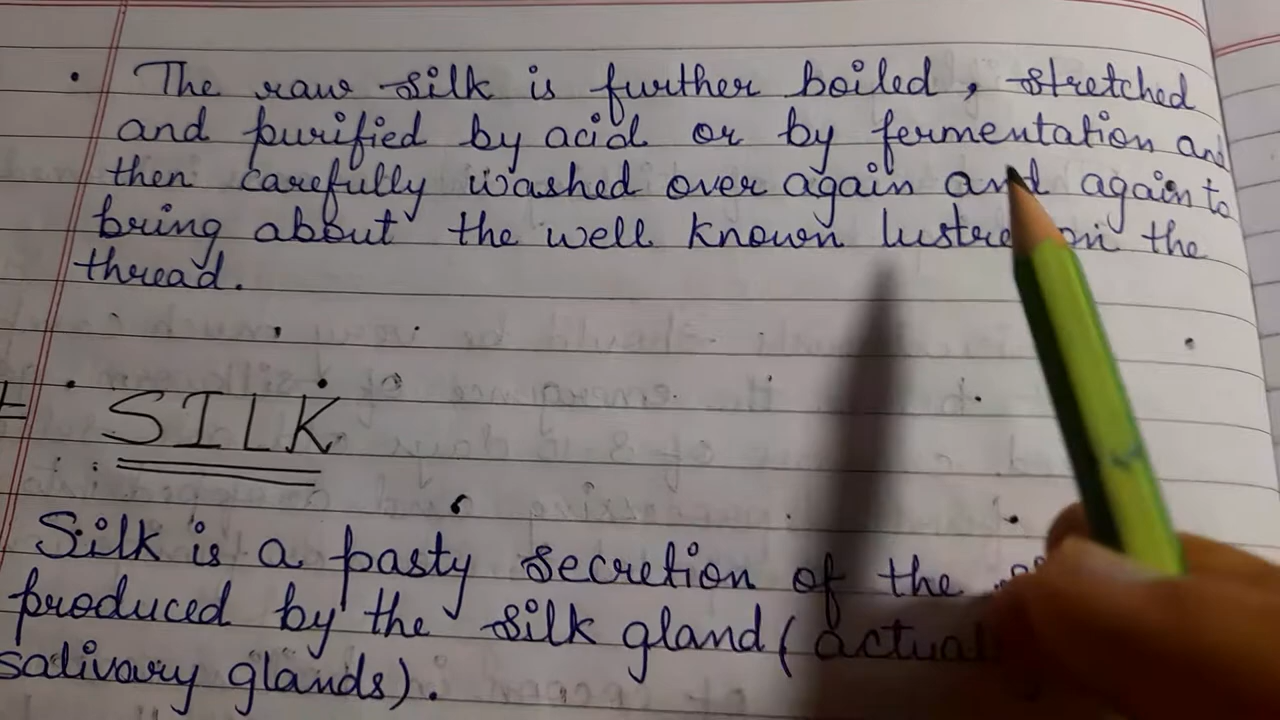 • The raw silk is further boiled, stretched
and purified by acid or by fermentation and
then carefully washed over again and again to
bring about the well known lustre on the
thread.
SILK
Silk is a pasty secretion of the
produced by the silk gland (actual
salivary glands).